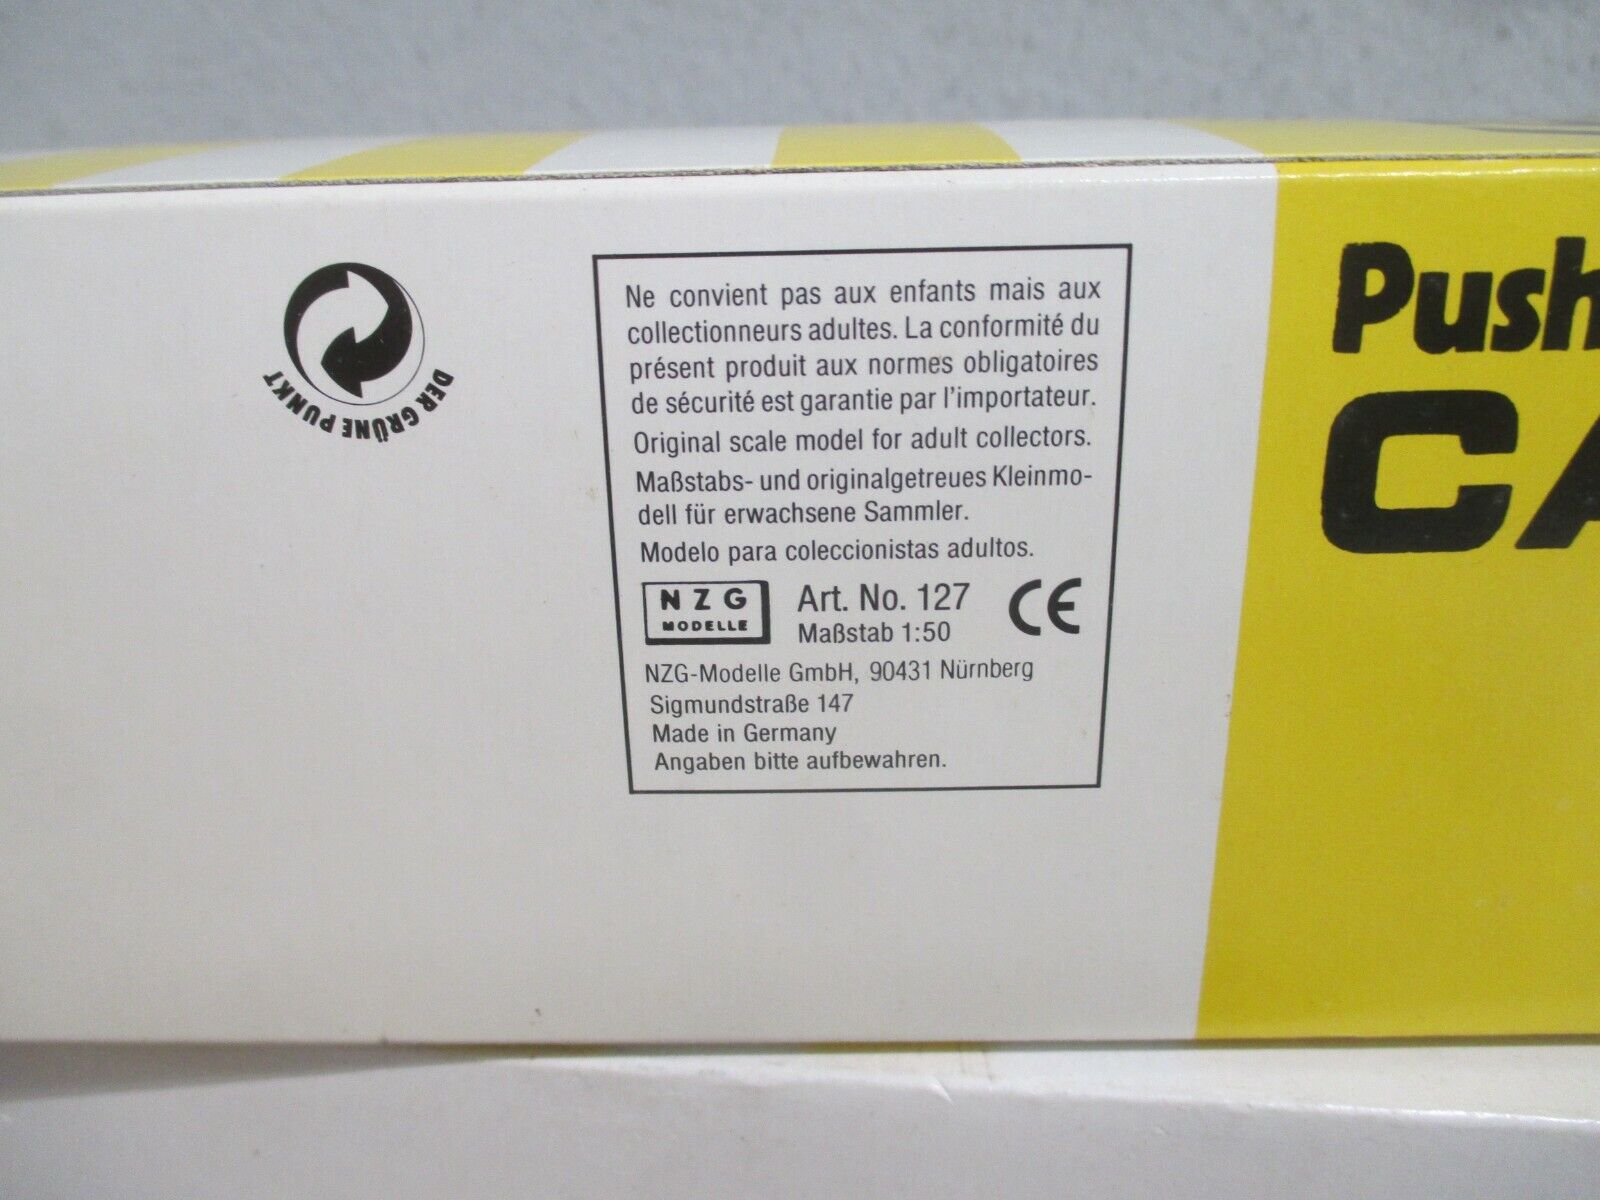 DER GRÜNE PUNKT
Ne convient pas aux enfants mais aux
collectionneurs adultes. La conformité du
présent produit aux normes obligatoires
de sécurité est garantie par l'importateur.
Original scale model for adult collectors.
Maßstabs- und originalgetreues Kleinmo-
dell für erwachsene Sammler.
Modelo para coleccionistas adultos.
NZG
MODELLE
Art. No. 127
Maßstab 1:50
CE
NZG-Modelle GmbH, 90431 Nürnberg
Sigmundstraße 147
Made in Germany
Angaben bitte aufbewahren.
Push
CA